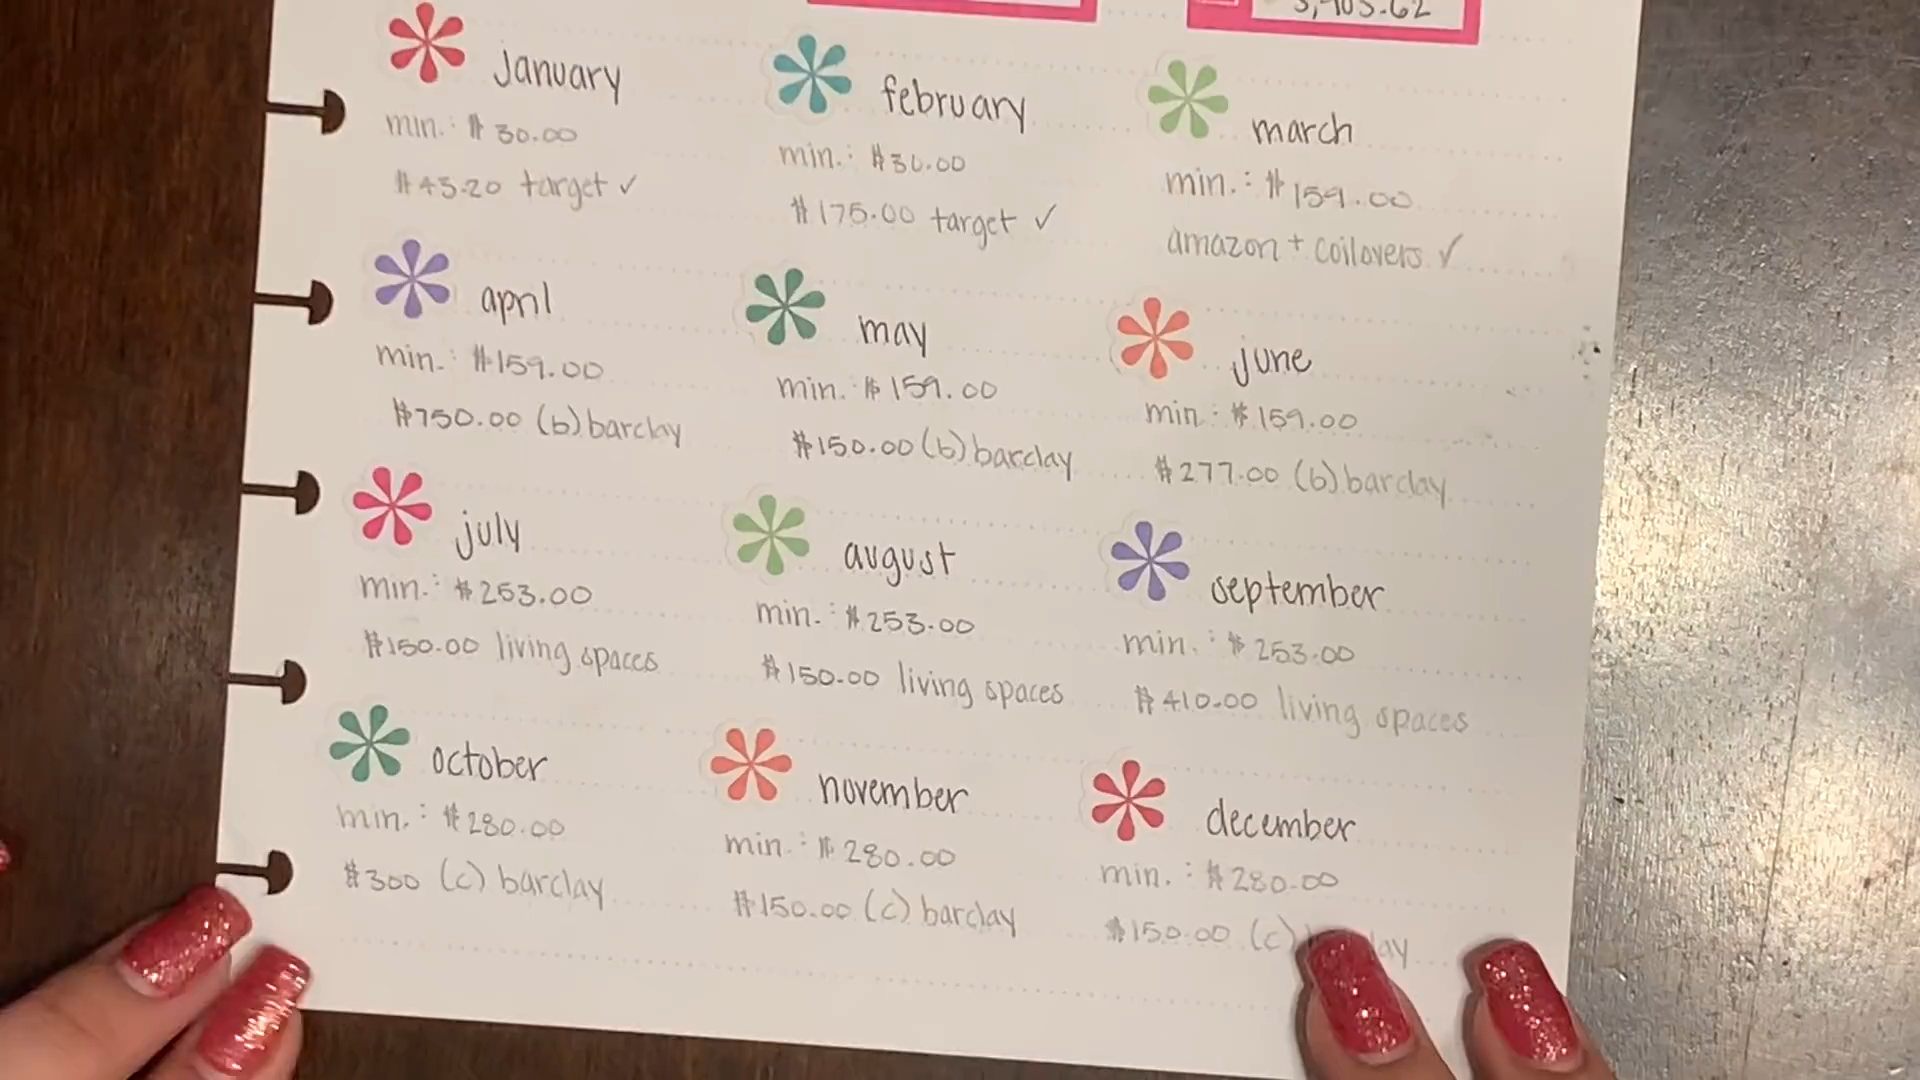 january
min.: $30.00
$43.20 target ✓
february
min.: $30.00
$175.00 target ✓
march
min.: $159.00
amazon + coilovers ✓
april
min.: $159.00
$750.00 (b) barclay
may
min. $159.00
$150.00 (b) barclay
june
min: $159.00
$277.00 (b) barclay
july
min.: $253.00
$150.00 living spaces
august
min.: $253.00
$150.00 living spaces
september
min.: $253.00
$410.00 living spaces
october
min.: $280.00
$300 (c) barclay
november
min.: $280.00
$150.00 (c) barclay
december
min.: $280.00
$150.00 (c)